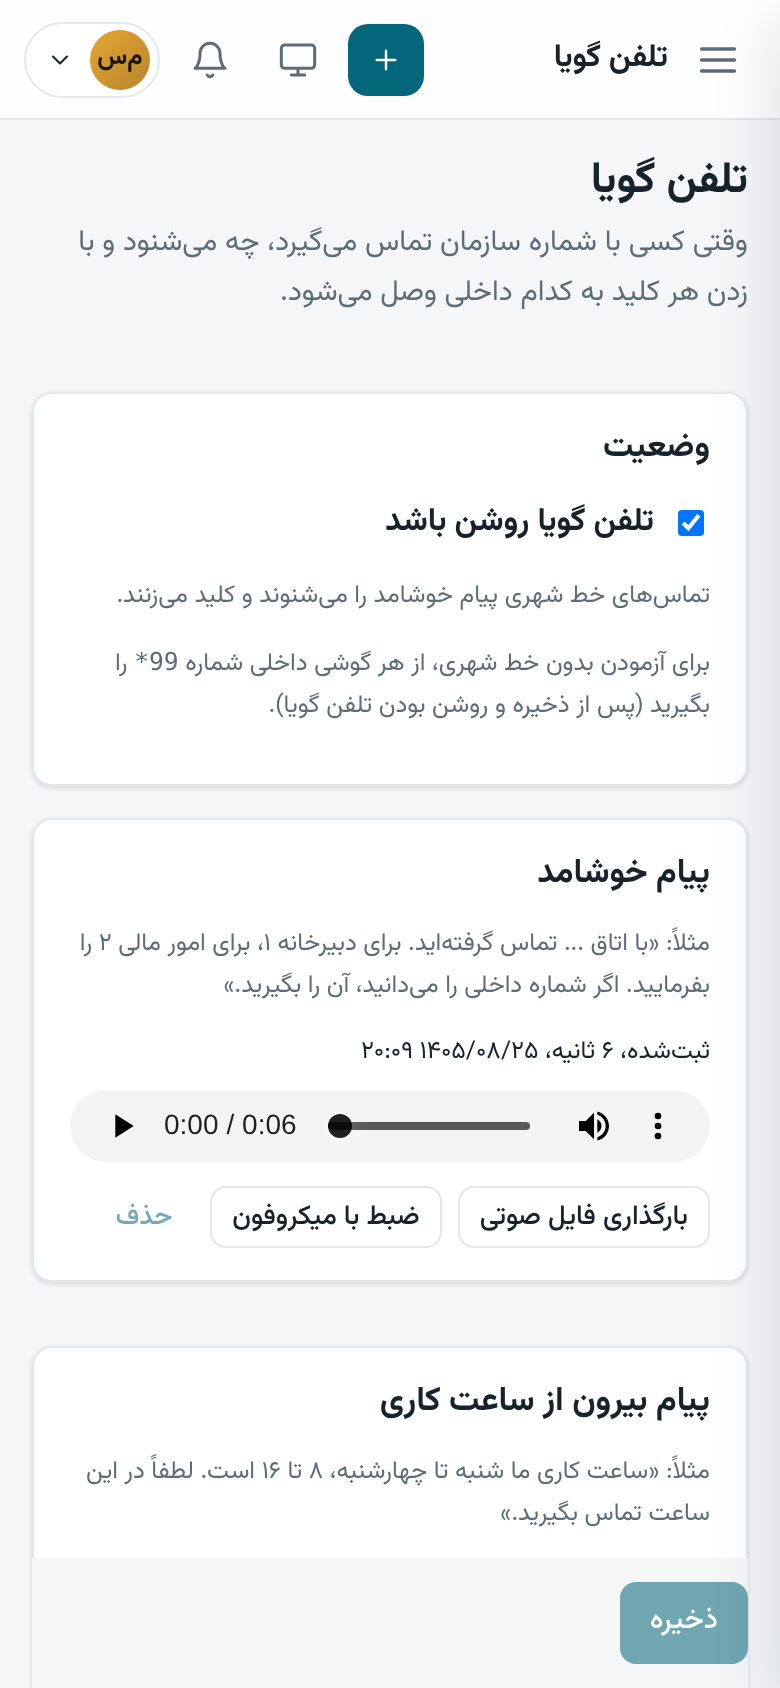 تلفن گویا
مس
تلفن گویا
وقتی کسی با شماره سازمان تماس می‌گیرد، چه می‌شنود و با
زدن هر کلید به کدام داخلی وصل می‌شود.
وضعیت
تلفن گویا روشن باشد
تماس‌های خط شهری پیام خوشامد را می‌شنوند و کلید می‌زنند.
برای آزمودن بدون خط شهری، از هر گوشی داخلی شماره 99* را
بگیرید (پس از ذخیره و روشن بودن تلفن گویا).
پیام خوشامد
مثلاً: «با اتاق … تماس گرفته‌اید. برای دبیرخانه ۱، برای امور مالی ۲ را
بفرمایید. اگر شماره داخلی را می‌دانید، آن را بگیرید.»
ثبت‌شده، ۶ ثانیه، ۱۴۰۵/۰۸/۲۵ ۲۰:۰۹
0:00 / 0:06
بارگذاری فایل صوتی
ضبط با میکروفون
حذف
پیام بیرون از ساعت کاری
مثلاً: «ساعت کاری ما شنبه تا چهارشنبه، ۸ تا ۱۶ است. لطفاً در این
ساعت تماس بگیرید.»
ذخیره